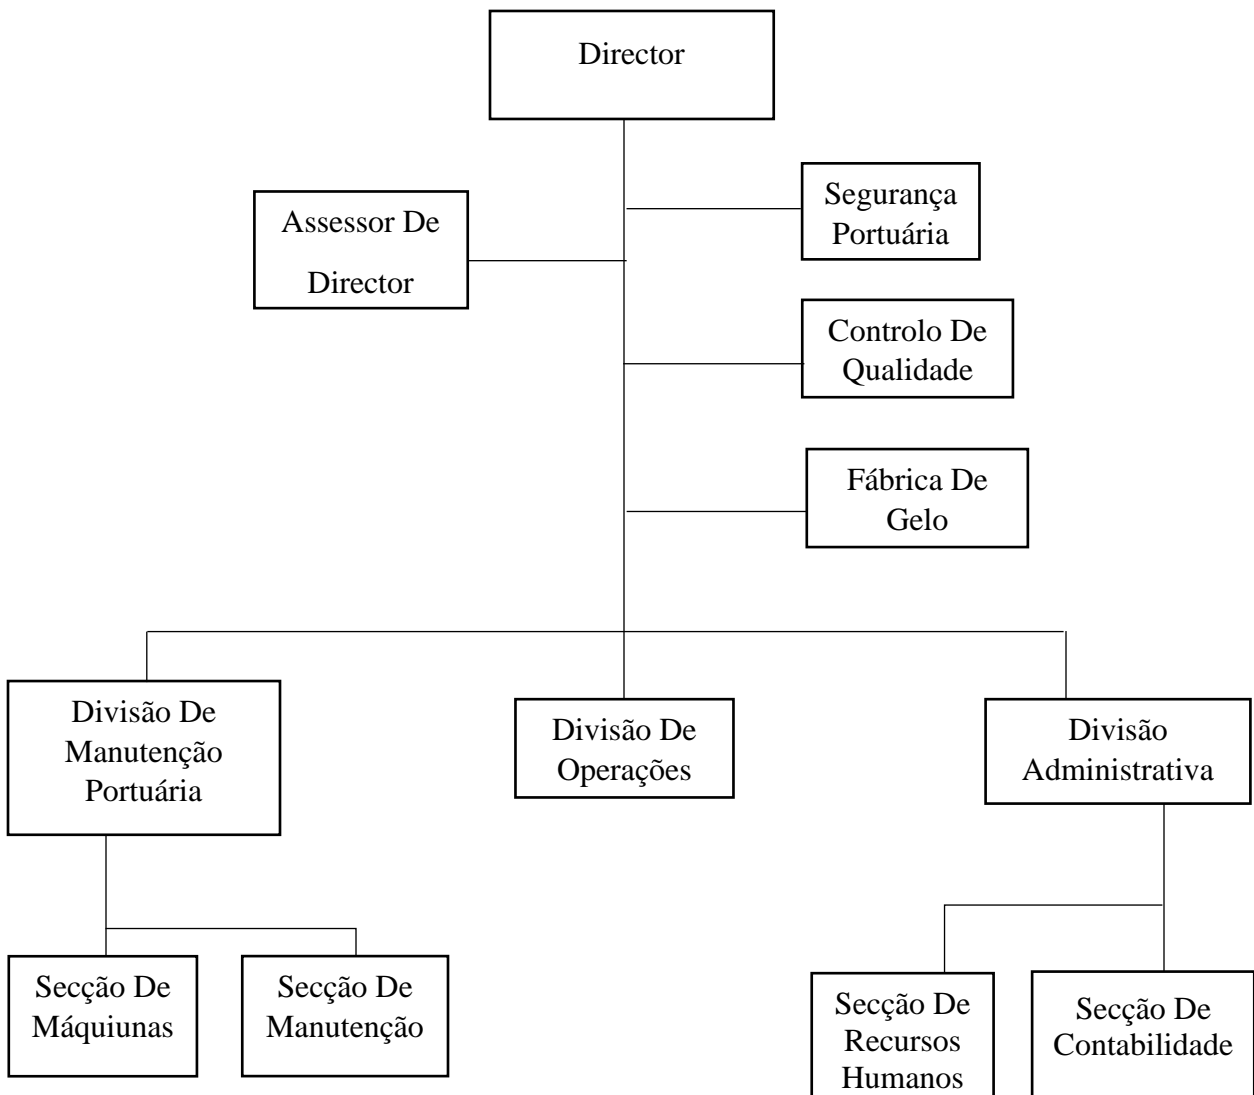 Director
Assessor De
Director
Segurança
Portuária
Controlo De
Qualidade
Fábrica De
Gelo
Divisão De
Manutenção
Portuária
Divisão De
Operações
Divisão
Administrativa
Secção De
Máquiunas
Secção De
Manutenção
Secção De
Recursos
Humanos
Secção De
Contabilidade